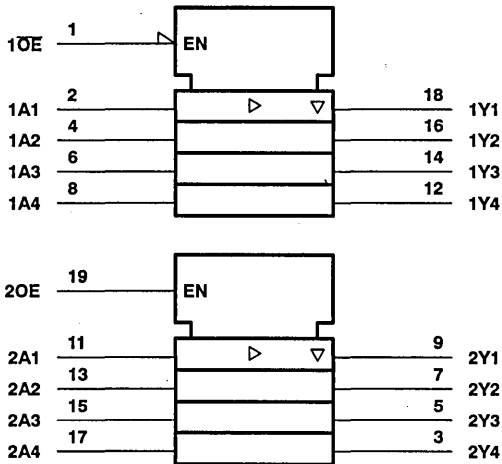 1
1O̅E̅ EN
2 18
1A1 1Y1
4 16
1A2 1Y2
6 14
1A3 1Y3
8 12
1A4 1Y4
19
2OE EN
11 9
2A1 2Y1
13 7
2A2 2Y2
15 5
2A3 2Y3
17 3
2A4 2Y4